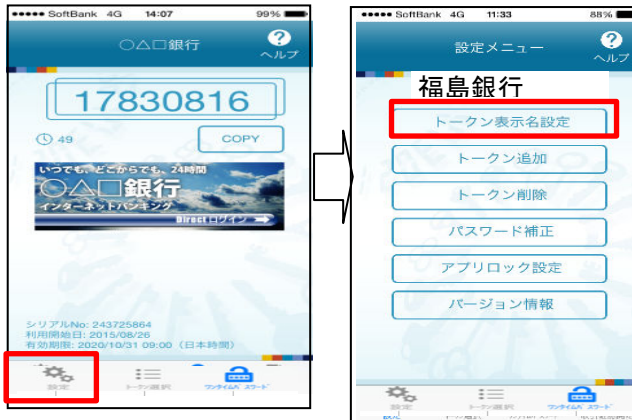 SoftBank 4G 14:07 99%
○△□銀行
ヘルプ
17830816
49
COPY
いつでも、どこからでも、24時間
○△□銀行
インターネットバンキング
Direct ログイン
シリアルNo: 243725864
利用開始日: 2015/08/26
有効期限: 2020/10/31 09:00（日本時間）
設定
トークン選択
ワンタイムパスワード
SoftBank 4G 11:33 88%
設定メニュー
ヘルプ
福島銀行
トークン表示名設定
トークン追加
トークン削除
パスワード補正
アプリロック設定
バージョン情報
設定
トークン選択
ワンタイムパスワード